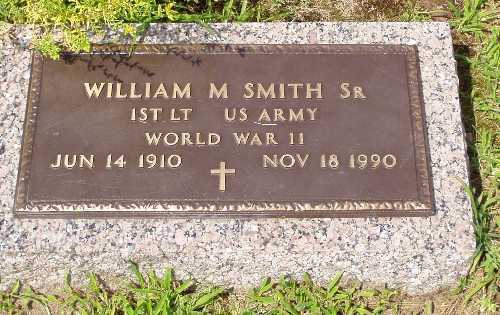 WILLIAM M SMITH SR
1ST LT US ARMY
WORLD WAR II
JUN 14 1910 NOV 18 1990